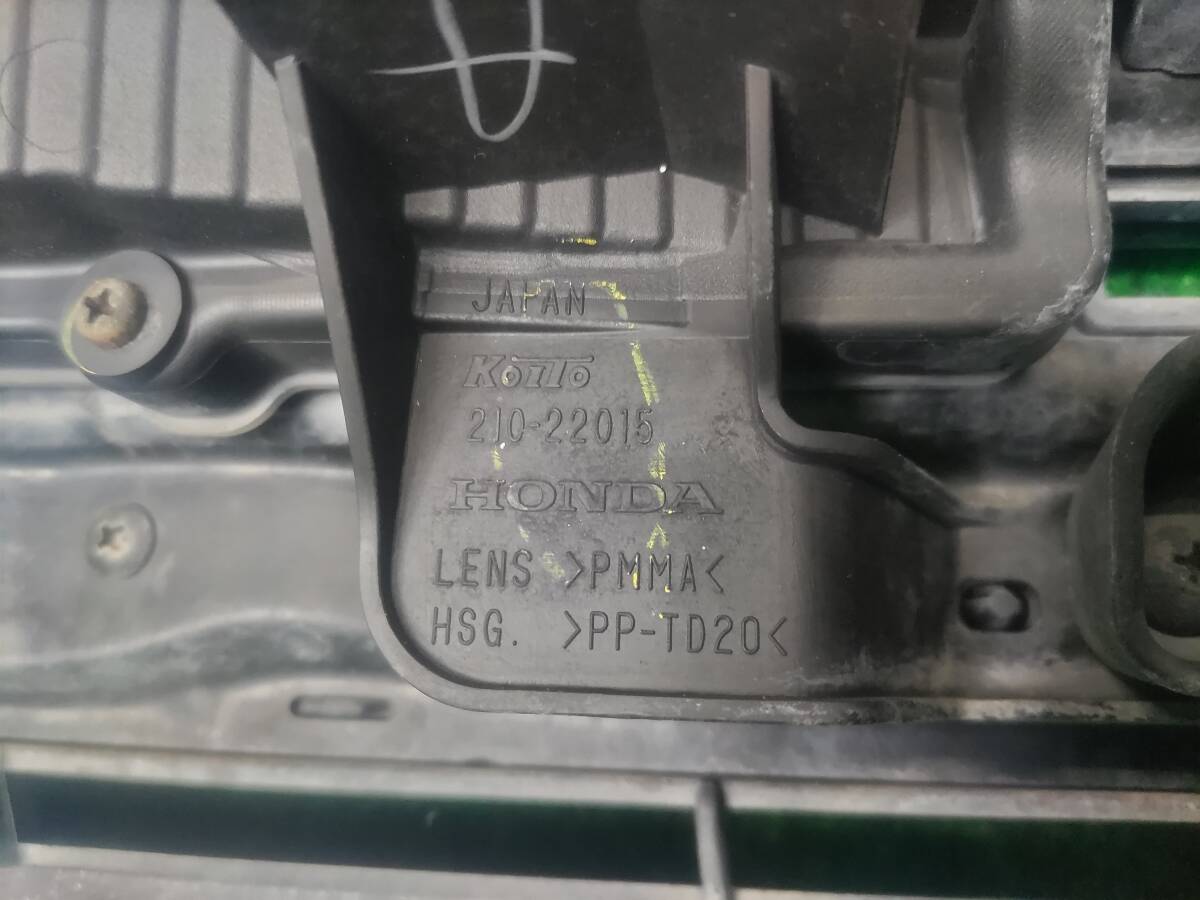 JAPAN
KOITO
210-22015
HONDA
LENS >PMMA<
HSG. >PP-TD20<